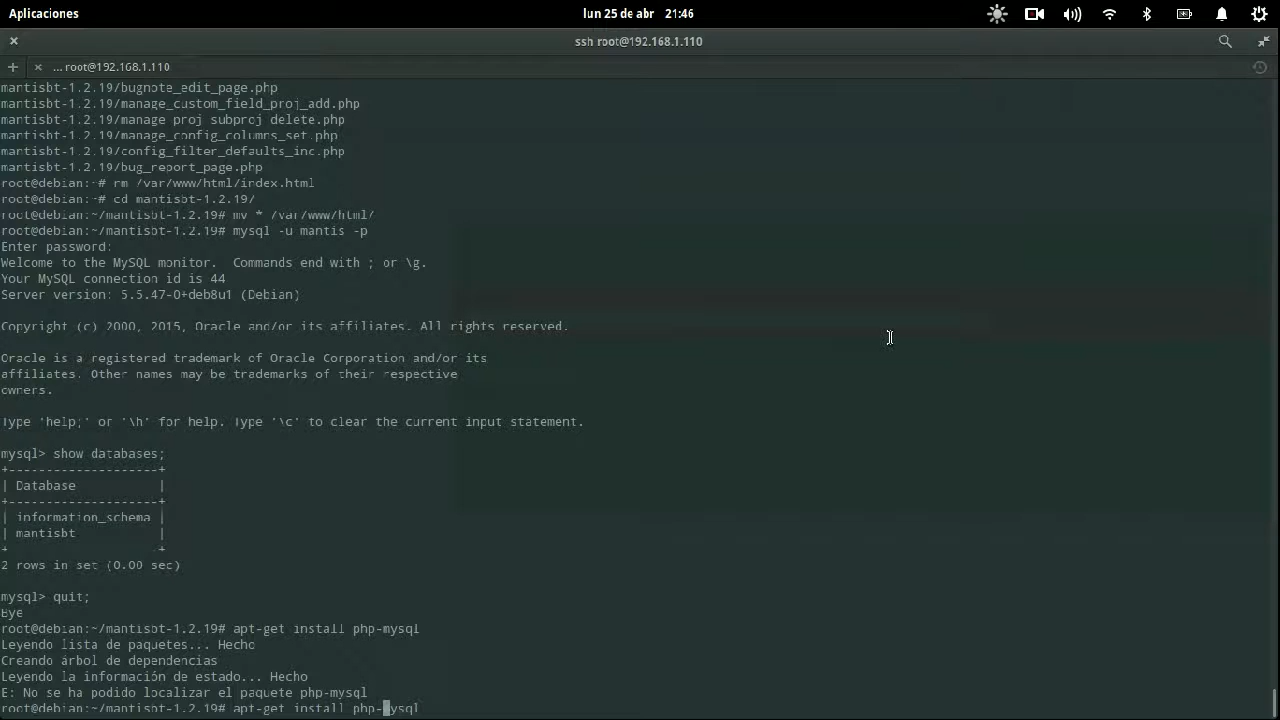 Aplicaciones
lun 25 de abr 21:46
ssh root@192.168.1.110
... root@192.168.1.110
mantisbt-1.2.19/bugnote_edit_page.php
mantisbt-1.2.19/manage_custom_field_proj_add.php
mantisbt-1.2.19/manage proj subproj delete.php
mantisbt-1.2.19/manage_config_columns_set.php
mantisbt-1.2.19/config_filter_defaults_inc.php
mantisbt-1.2.19/bug_report_page.php
root@debian:~# rm /var/www/html/index.html
root@debian:~# cd mantisbt-1.2.19/
root@debian:~/mantisbt-1.2.19# mv * /var/www/html/
root@debian:~/mantisbt-1.2.19# mysql -u mantis -p
Enter password:
Welcome to the MySQL monitor.  Commands end with ; or \g.
Your MySQL connection id is 44
Server version: 5.5.47-0+deb8u1 (Debian)
Copyright (c) 2000, 2015, Oracle and/or its affiliates. All rights reserved.
Oracle is a registered trademark of Oracle Corporation and/or its
affiliates. Other names may be trademarks of their respective
owners.
Type 'help;' or '\h' for help. Type '\c' to clear the current input statement.
mysql> show databases;
+--------------------+
| Database           |
+--------------------+
| information_schema |
| mantisbt           |
+                    +
2 rows in set (0.00 sec)
mysql> quit;
Bye
root@debian:~/mantisbt-1.2.19# apt-get install php-mysql
Leyendo lista de paquetes... Hecho
Creando árbol de dependencias
Leyendo la información de estado... Hecho
E: No se ha podido localizar el paquete php-mysql
root@debian:~/mantisbt-1.2.19# apt-get install php-mysql